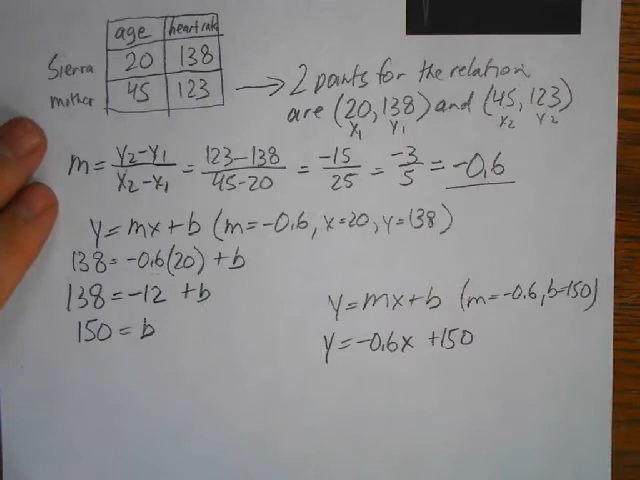 age heart rate
Sierra 20 138
mother 45 123
→ 2 points for the relation
are (20, 138) and (45, 123)
x₁ y₁ x₂ y₂
m = (y₂-y₁)/(x₂-x₁) = (123-138)/(45-20) = -15/25 = -3/5 = -0.6
y = mx+b (m=-0.6, x=20, y=138)
138 = -0.6(20) + b
138 = -12 + b
150 = b
y = mx+b (m=-0.6, b=150)
y = -0.6x +150